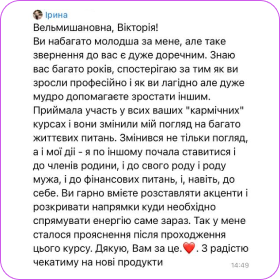 Ірина
Вельмишановна, Вікторія!
Ви набагато молодша за мене, але таке
звернення до вас є дуже доречним. Знаю
вас багато років, спостерігаю за тим як ви
зросли професійно і як ви лагідно але дуже
мудро допомагаєте зростати іншим.
Приймала участь у всих ваших "кармічних"
курсах і вони змінили мій погляд на багато
життєвих питань. Змінився не тільки погляд,
а і мої дії - я по іншому почала ставитися і
до членів родини, і до свого роду і роду
мужа, і до фінансових питань, і, навіть, до
себе. Ви гарно вмієте розставляти акценти і
розкривати напрямки куди необхідно
спрямувати енергію саме зараз. Так у мене
сталося прояснення після проходження
цього курсу. Дякую, Вам за це.❤️. З радістю
чекатиму на нові продукти
14:49